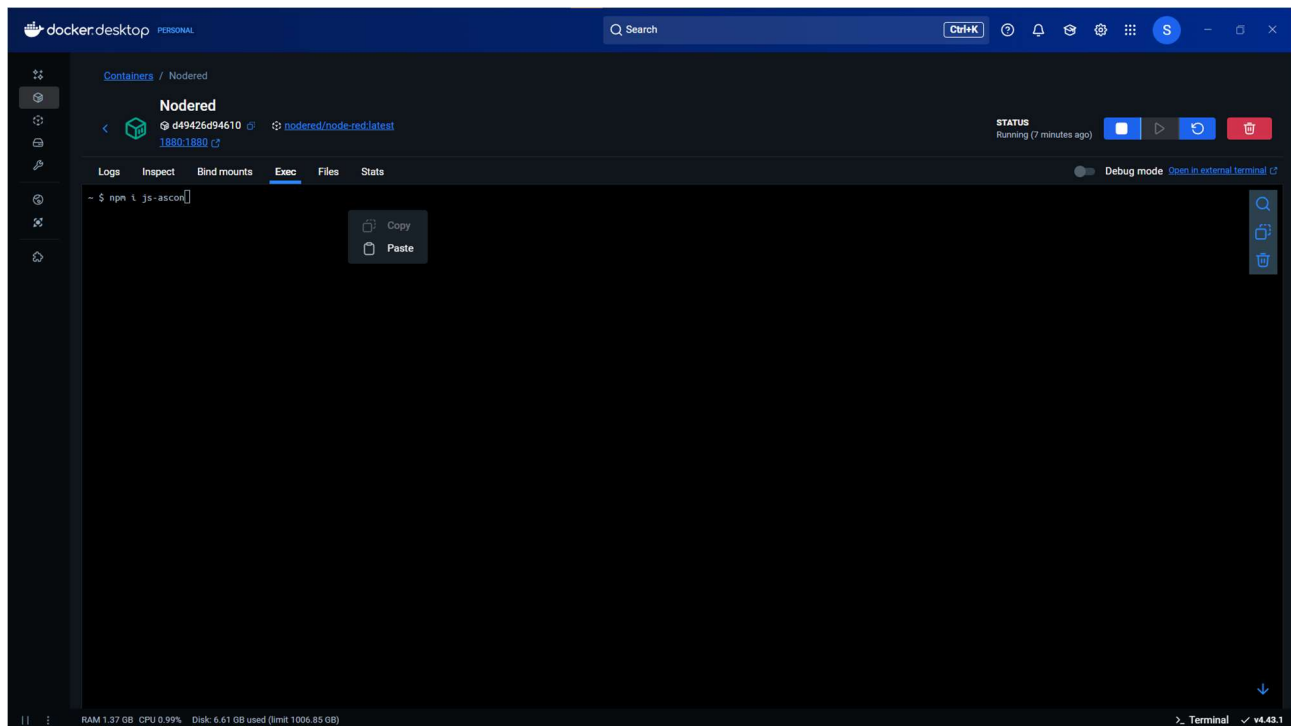 docker.desktop PERSONAL
Search
Ctrl+K
S
Containers / Nodered
Nodered
d49426d94610 nodered/node-red:latest
1880:1880
STATUS
Running (7 minutes ago)
Logs Inspect Bind mounts Exec Files Stats
Debug mode Open in external terminal
~ $ npm i js-ascon
Copy
Paste
RAM 1.37 GB CPU 0.99% Disk: 6.61 GB used (limit 1006.85 GB)
>_ Terminal v4.43.1